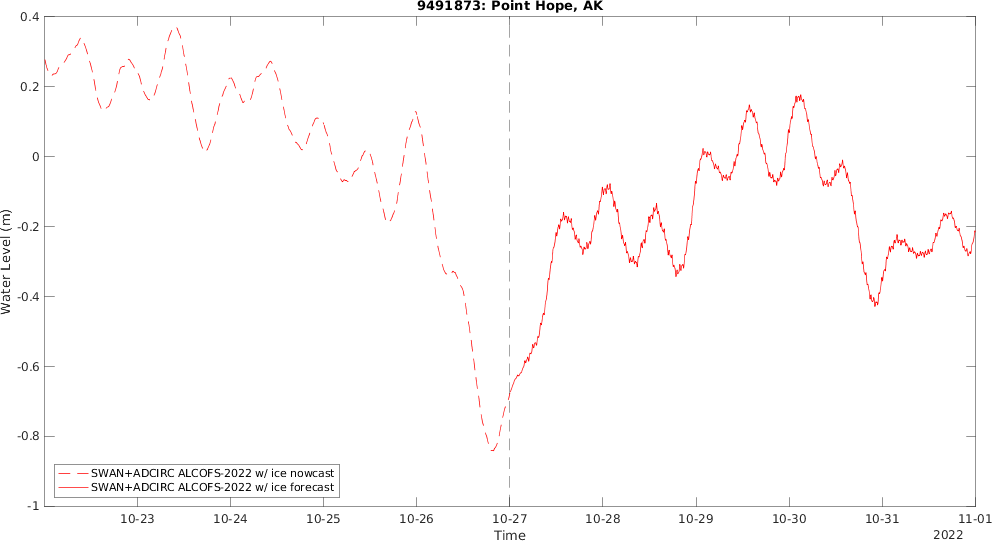 9491873: Point Hope, AK
0.4
0.2
0
-0.2
-0.4
-0.6
-0.8
-1
Water Level (m)
SWAN+ADCIRC ALCOFS-2022 w/ ice nowcast
SWAN+ADCIRC ALCOFS-2022 w/ ice forecast
10-23 10-24 10-25 10-26 10-27 10-28 10-29 10-30 10-31 11-01
Time
2022